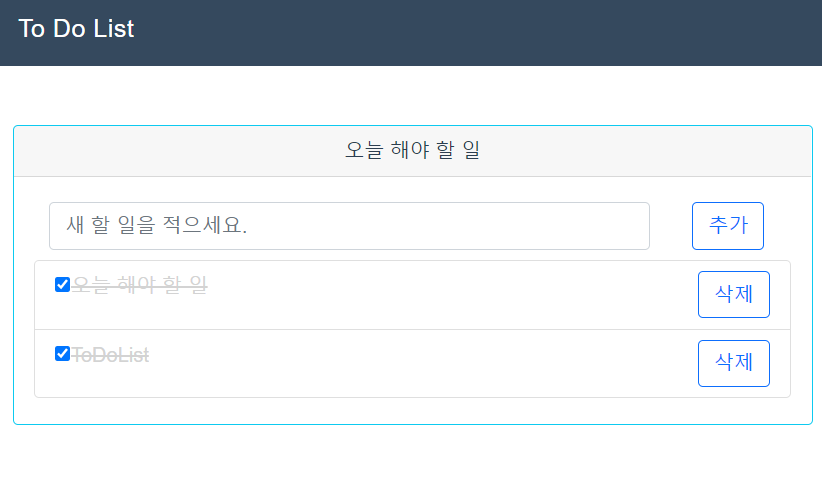 To Do List
오늘 해야 할 일
새 할 일을 적으세요.
추가
오늘 해야 할 일
삭제
ToDoList
삭제